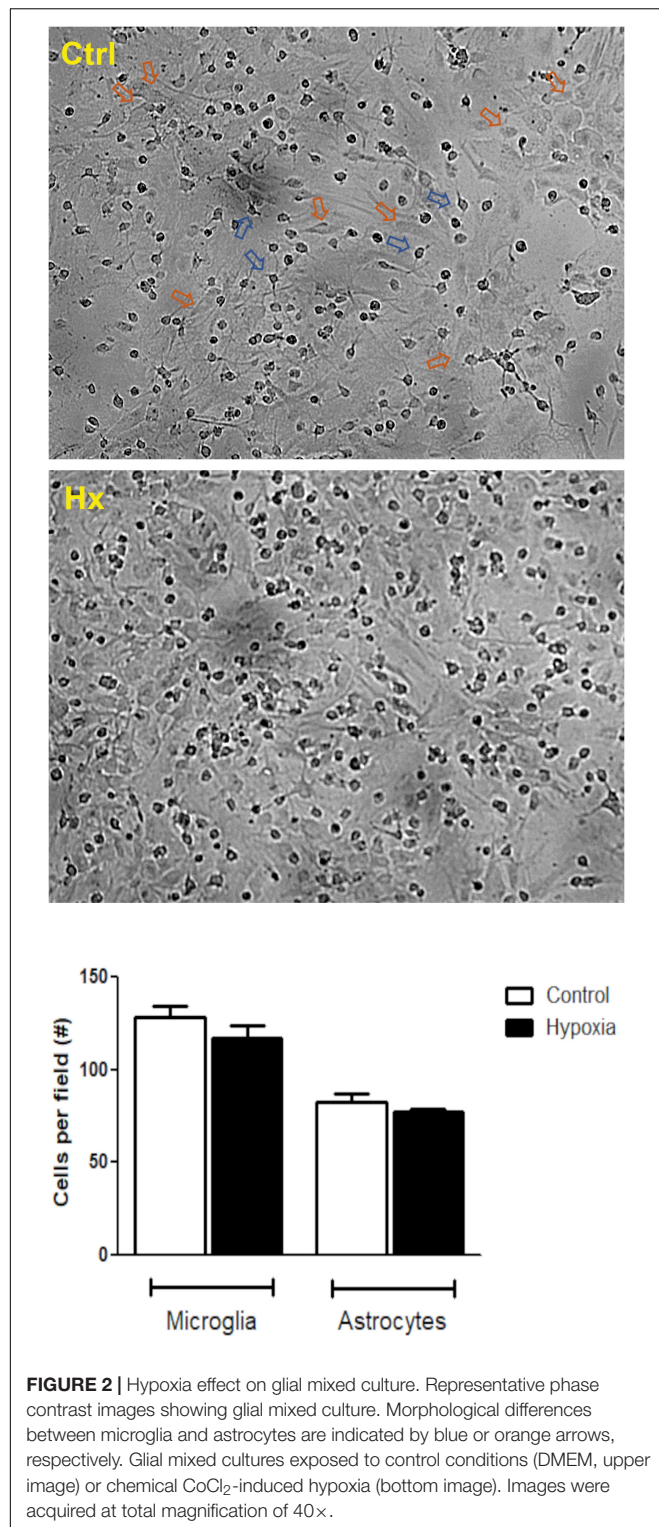 Ctrl
Hx
150
100
50
0
Cells per field (#)
Control
Hypoxia
Microglia
Astrocytes
FIGURE 2 | Hypoxia effect on glial mixed culture. Representative phase
contrast images showing glial mixed culture. Morphological differences
between microglia and astrocytes are indicated by blue or orange arrows,
respectively. Glial mixed cultures exposed to control conditions (DMEM, upper
image) or chemical CoCl₂-induced hypoxia (bottom image). Images were
acquired at total magnification of 40×.